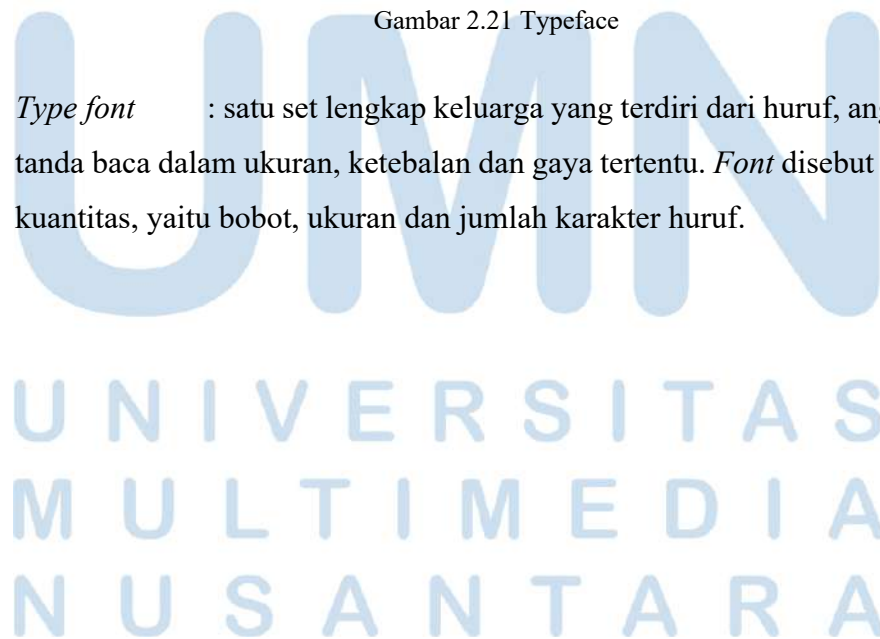 Gambar 2.21 Typeface
Type font : satu set lengkap keluarga yang terdiri dari huruf,
tanda baca dalam ukuran, ketebalan dan gaya tertentu. Font disebut
kuantitas, yaitu bobot, ukuran dan jumlah karakter huruf.
UMN
UNIVERSITAS
MULTIMEDIA
NUSANTARA